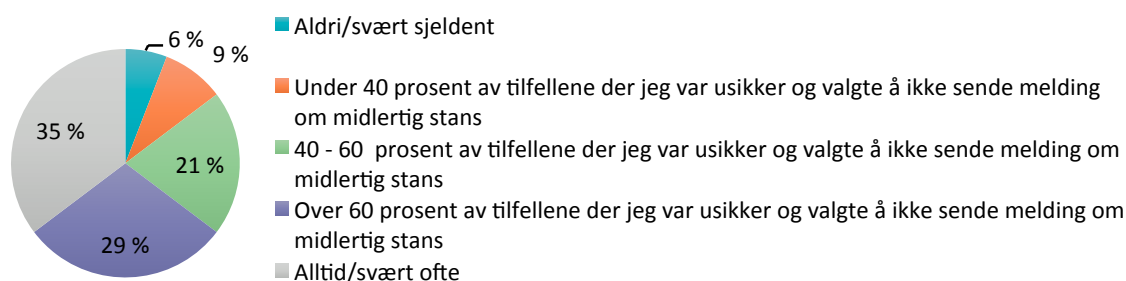 6 %
9 %
21 %
29 %
35 %
Aldri/svært sjeldent
Under 40 prosent av tilfellene der jeg var usikker og valgte å ikke sende melding
om midlertig stans
40 - 60  prosent av tilfellene der jeg var usikker og valgte å ikke sende melding om
midlertig stans
Over 60 prosent av tilfellene der jeg var usikker og valgte å ikke sende melding om
midlertig stans
Alltid/svært ofte